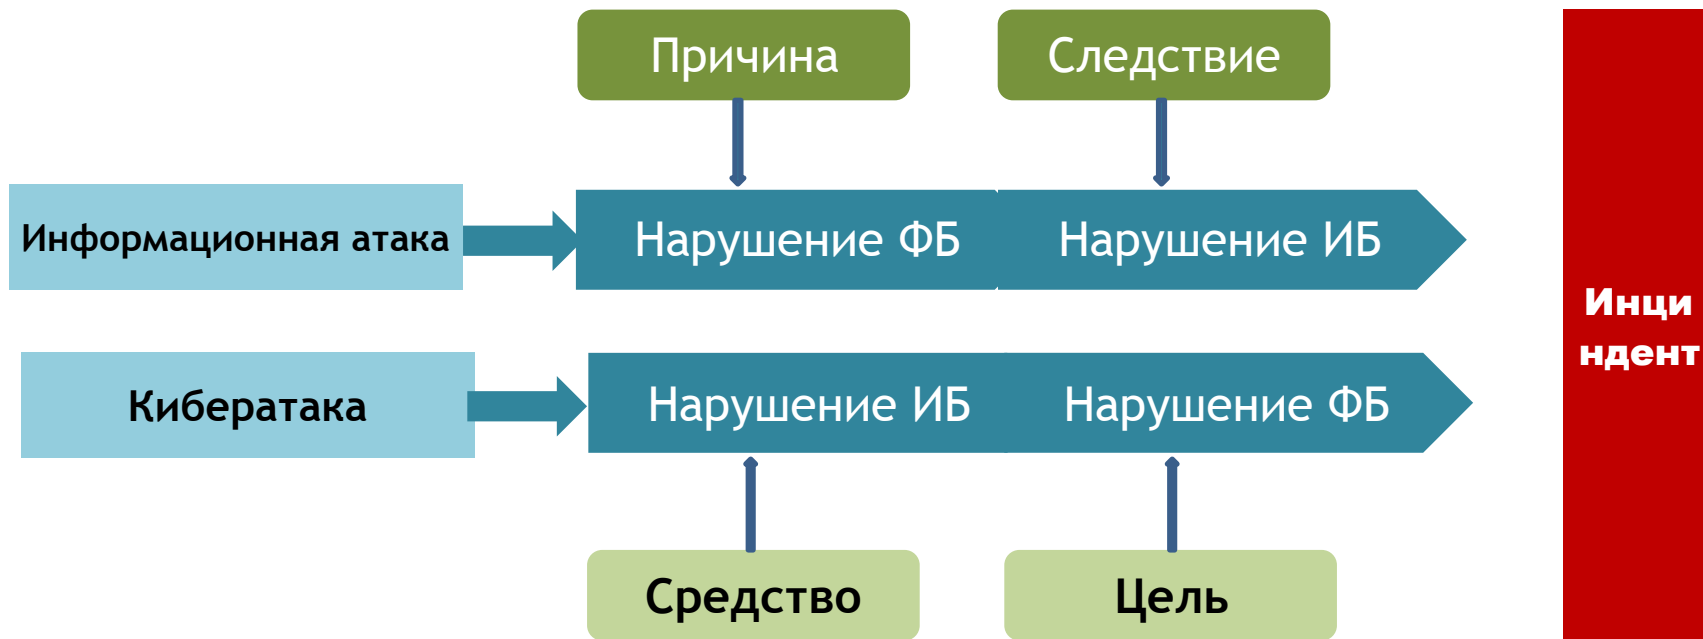 Причина
Следствие
Информационная атака
Нарушение ФБ
Нарушение ИБ
Инци
ндент
Кибератака
Нарушение ИБ
Нарушение ФБ
Средство
Цель